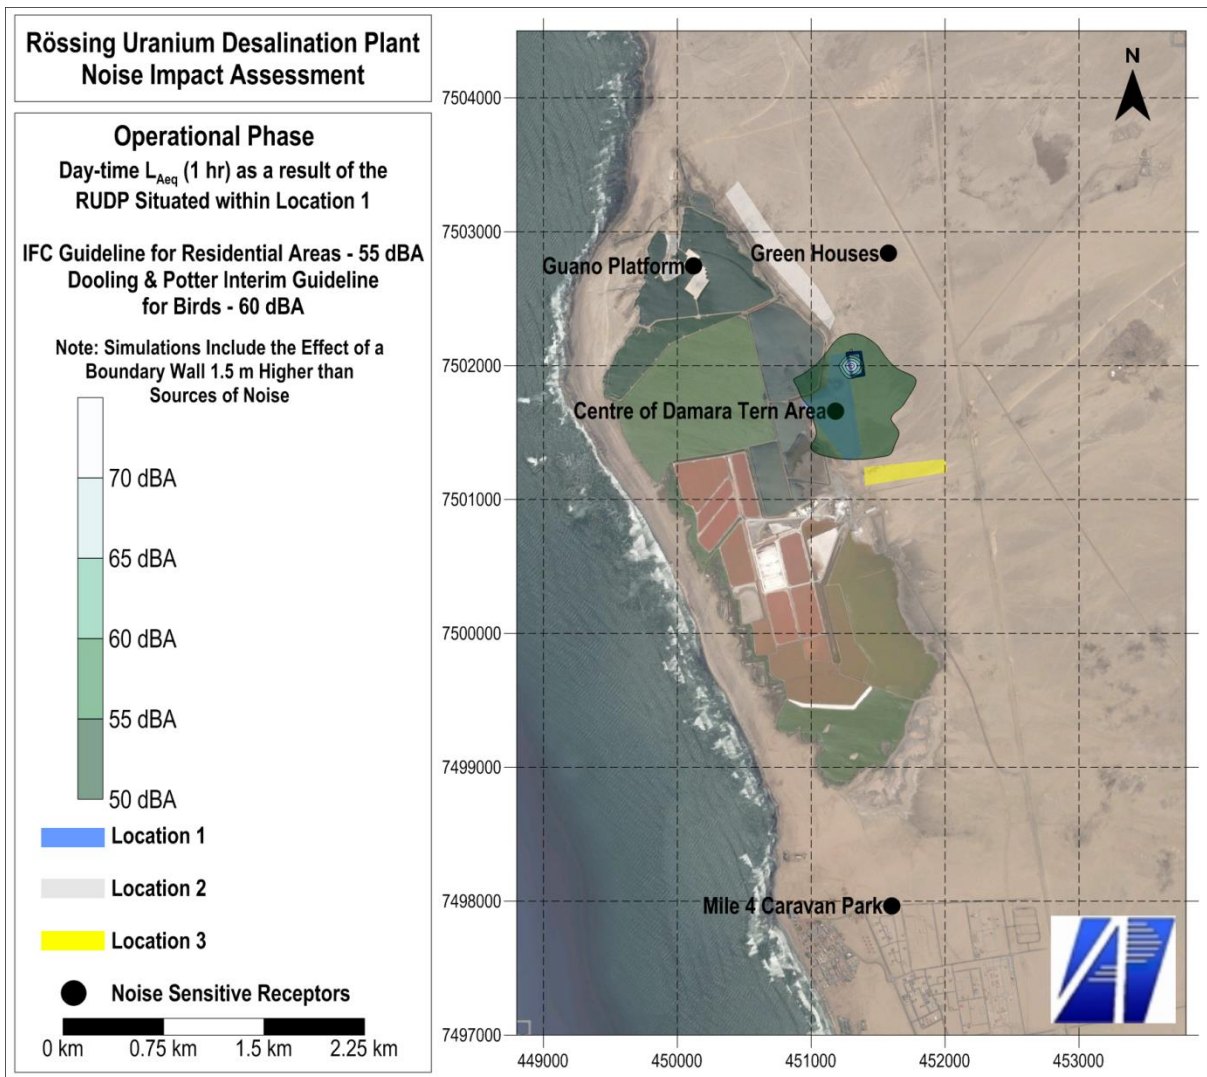 Rössing Uranium Desalination Plant
Noise Impact Assessment
Operational Phase
Day-time LAeq (1 hr) as a result of the
RUDP Situated within Location 1
IFC Guideline for Residential Areas - 55 dBA
Dooling & Potter Interim Guideline
for Birds - 60 dBA
Note: Simulations Include the Effect of a
Boundary Wall 1.5 m Higher than
Sources of Noise
70 dBA
65 dBA
60 dBA
55 dBA
50 dBA
Location 1
Location 2
Location 3
Noise Sensitive Receptors
0 km 0.75 km 1.5 km 2.25 km
N
7504000
7503000
7502000
7501000
7500000
7499000
7498000
7497000
Green Houses
Guano Platform
Centre of Damara Tern Area
Mile 4 Caravan Park
449000 450000 451000 452000 453000